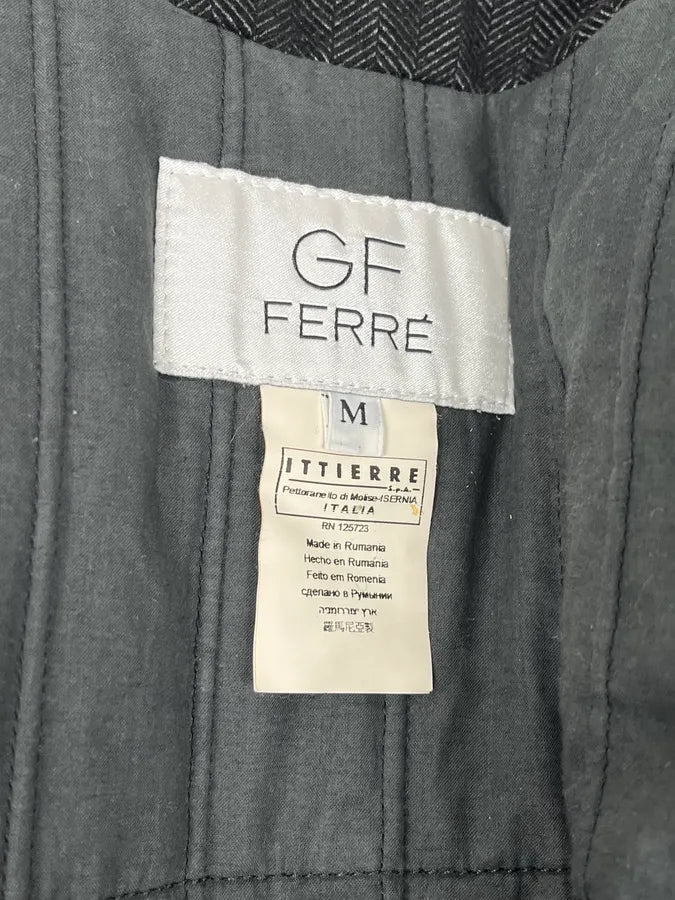 GF
FERRÉ
M
ITTIERRE
S.p.A.
Pettoranello di Molise-ISERNIA
ITALIA
RN 125723
Made in Rumania
Hecho en Rumanía
Feito em Romenia
сделано в Румынии
ארץ יצור רומניה
羅馬尼亞製